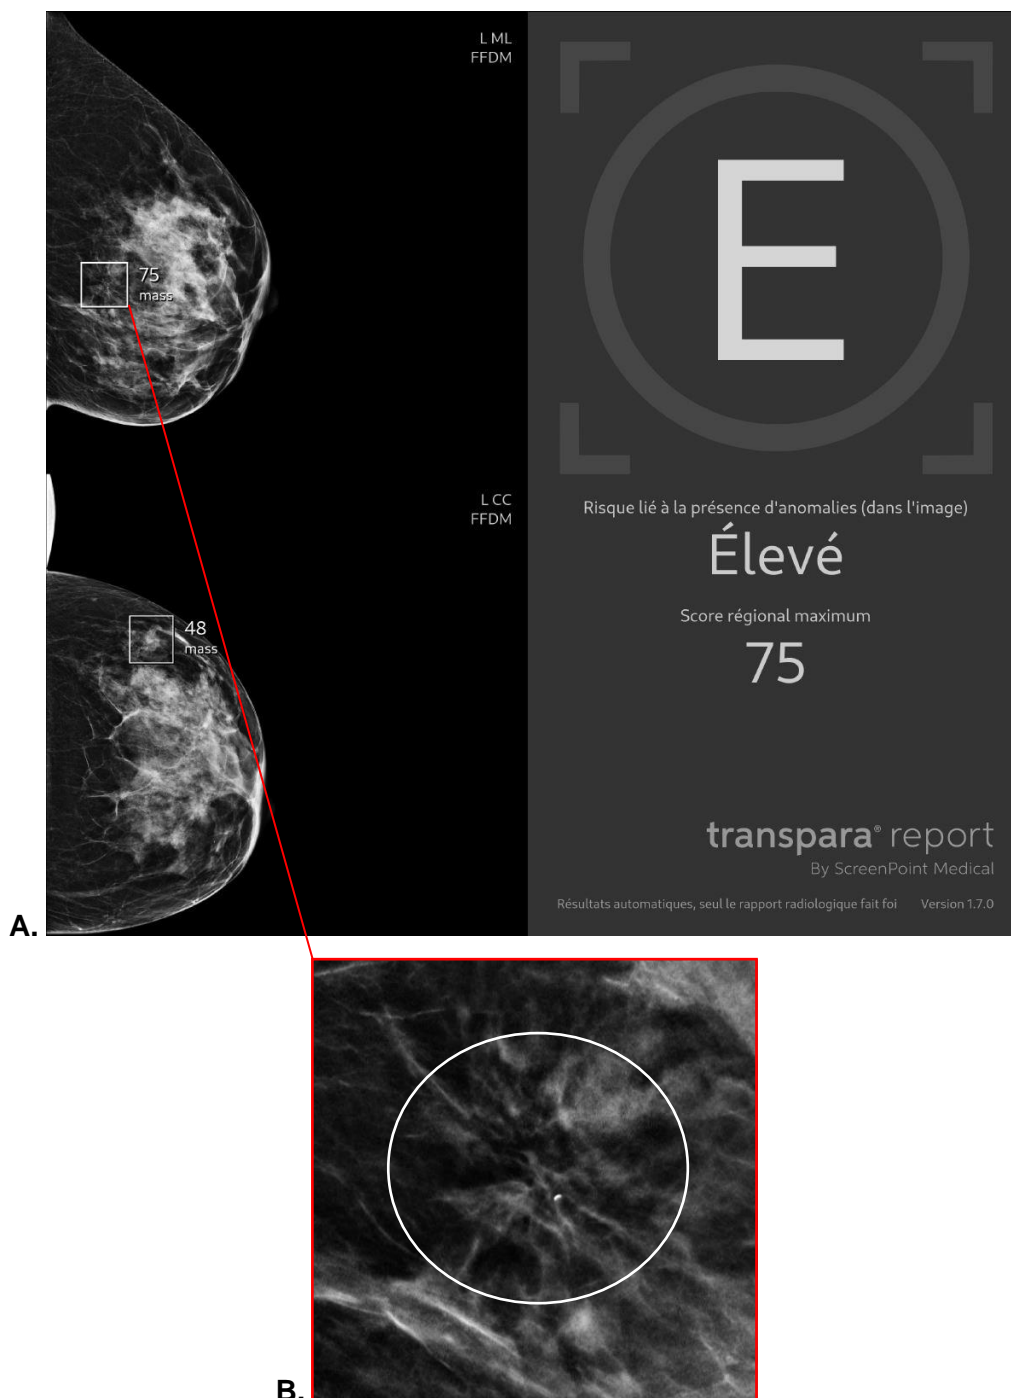 L ML
FFDM
75
mass
L CC
FFDM
48
mass
E
Risque lié à la présence d'anomalies (dans l'image)
Élevé
Score régional maximum
75
transpara® report
By ScreenPoint Medical
Résultats automatiques, seul le rapport radiologique fait foi Version 1.7.0
A.
B.